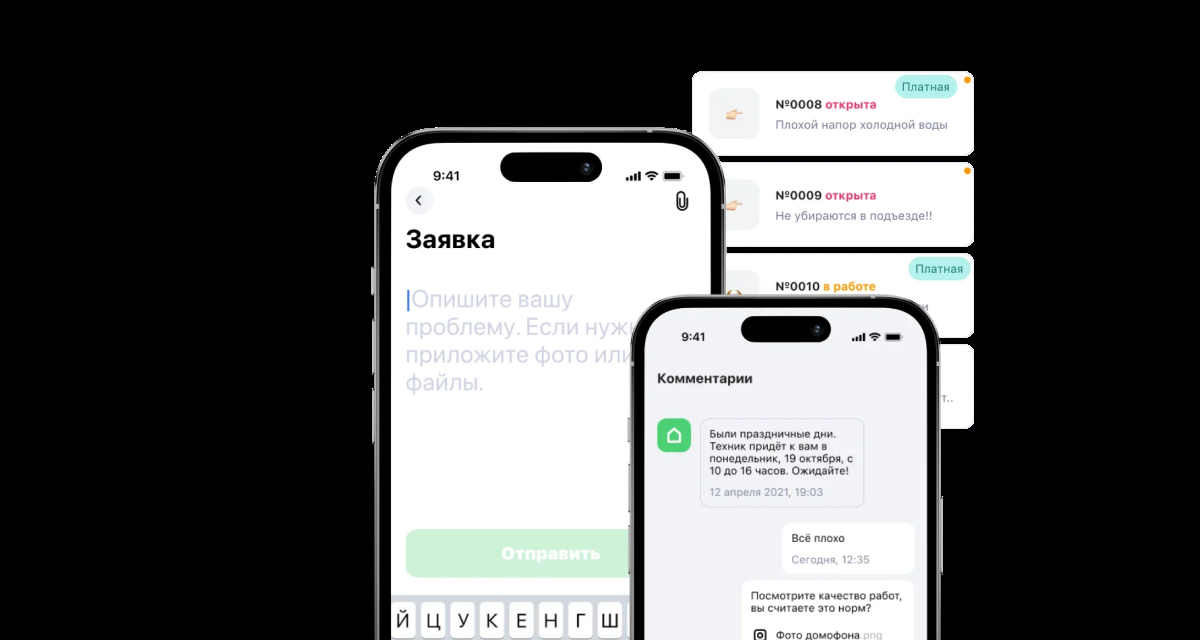 Платная
№0008 открыта
Плохой напор холодной воды
№0009 открыта
Не убираются в подъезде!!
Платная
№0010 в работе
9:41
Заявка
Опишите вашу
проблему. Если
приложите фото или
файлы.
Отправить
Й Ц У К Е Н Г Ш
9:41
Комментарии
Были праздничные дни.
Техник придёт к вам в
понедельник, 19 октября, с
10 до 16 часов. Ожидайте!
12 апреля 2021, 19:03
Всё плохо
Сегодня, 12:35
Посмотрите качество работ,
вы считаете это норм?
Фото домофона.png